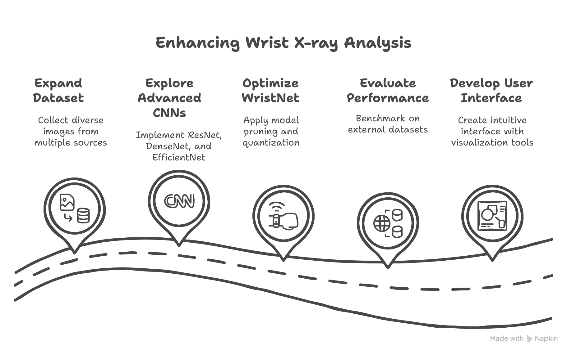 Enhancing Wrist X-ray Analysis
Expand
Dataset
Collect diverse
images from
multiple sources
Explore
Advanced
CNNs
Implement ResNet,
DenseNet, and
EfficientNet
Optimize
WristNet
Apply model
pruning and
quantization
Evaluate
Performance
Benchmark on
external datasets
Develop User
Interface
Create intuitive
interface with
visualization tools
CNN
Made with Napkin